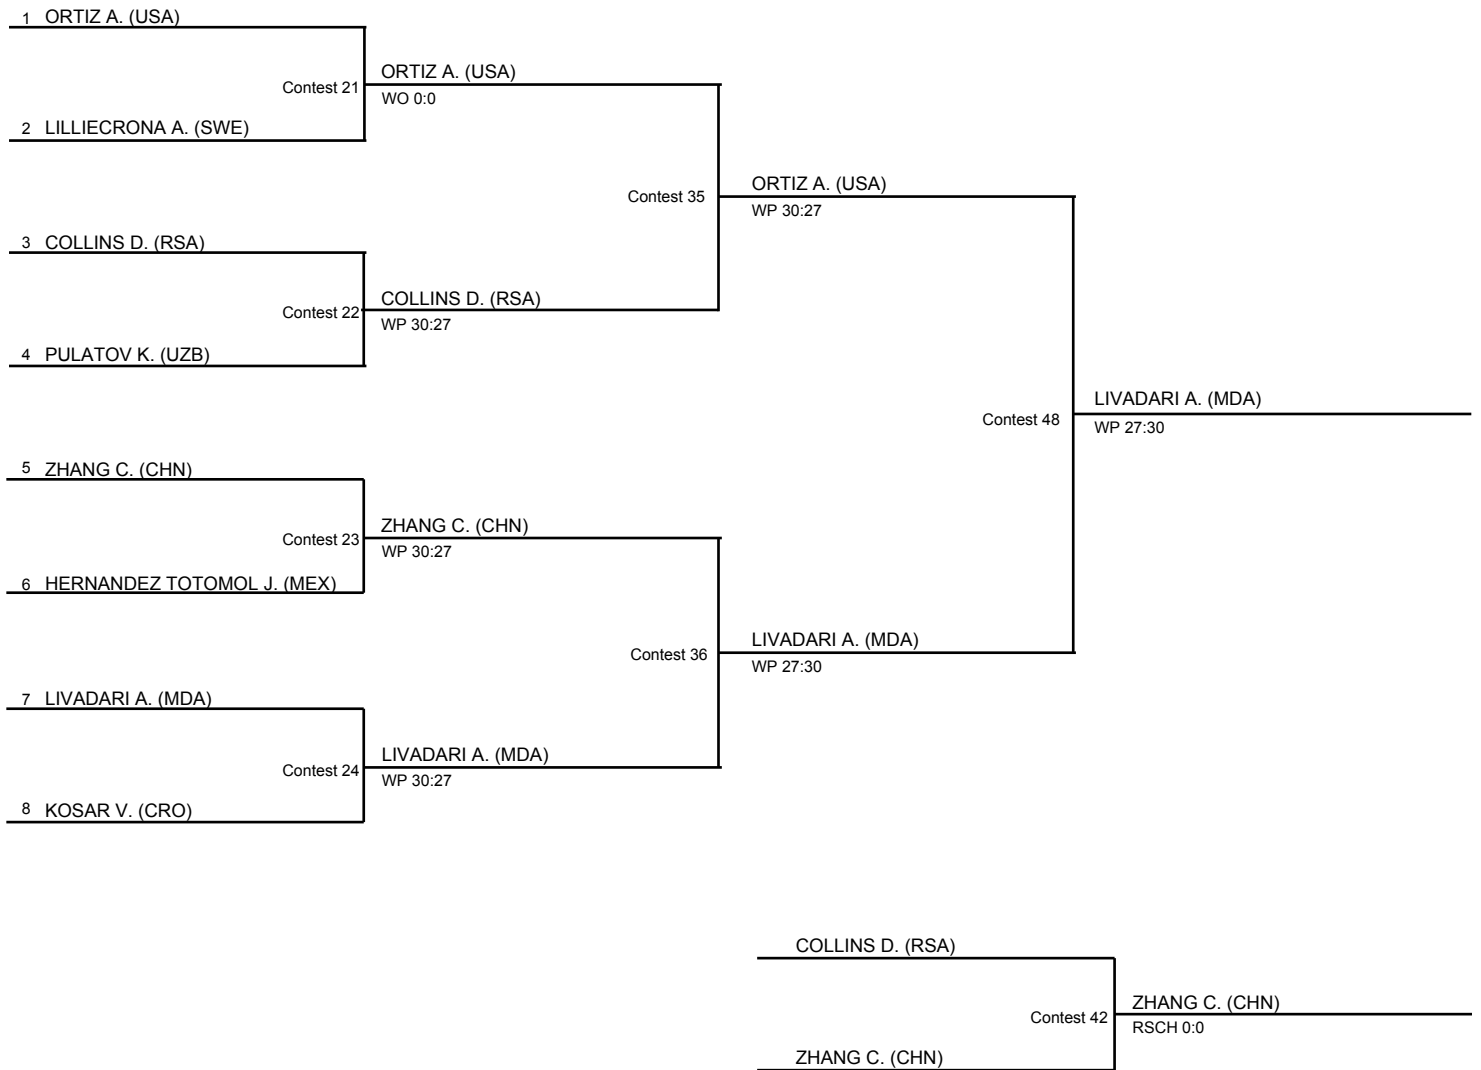 1 ORTIZ A. (USA)
Contest 21
ORTIZ A. (USA)
WO 0:0
2 LILLIECRONA A. (SWE)
Contest 35
ORTIZ A. (USA)
WP 30:27
3 COLLINS D. (RSA)
Contest 22
COLLINS D. (RSA)
WP 30:27
4 PULATOV K. (UZB)
Contest 48
LIVADARI A. (MDA)
WP 27:30
5 ZHANG C. (CHN)
Contest 23
ZHANG C. (CHN)
WP 30:27
6 HERNANDEZ TOTOMOL J. (MEX)
Contest 36
LIVADARI A. (MDA)
WP 27:30
7 LIVADARI A. (MDA)
Contest 24
LIVADARI A. (MDA)
WP 30:27
8 KOSAR V. (CRO)
COLLINS D. (RSA)
Contest 42
ZHANG C. (CHN)
RSCH 0:0
ZHANG C. (CHN)